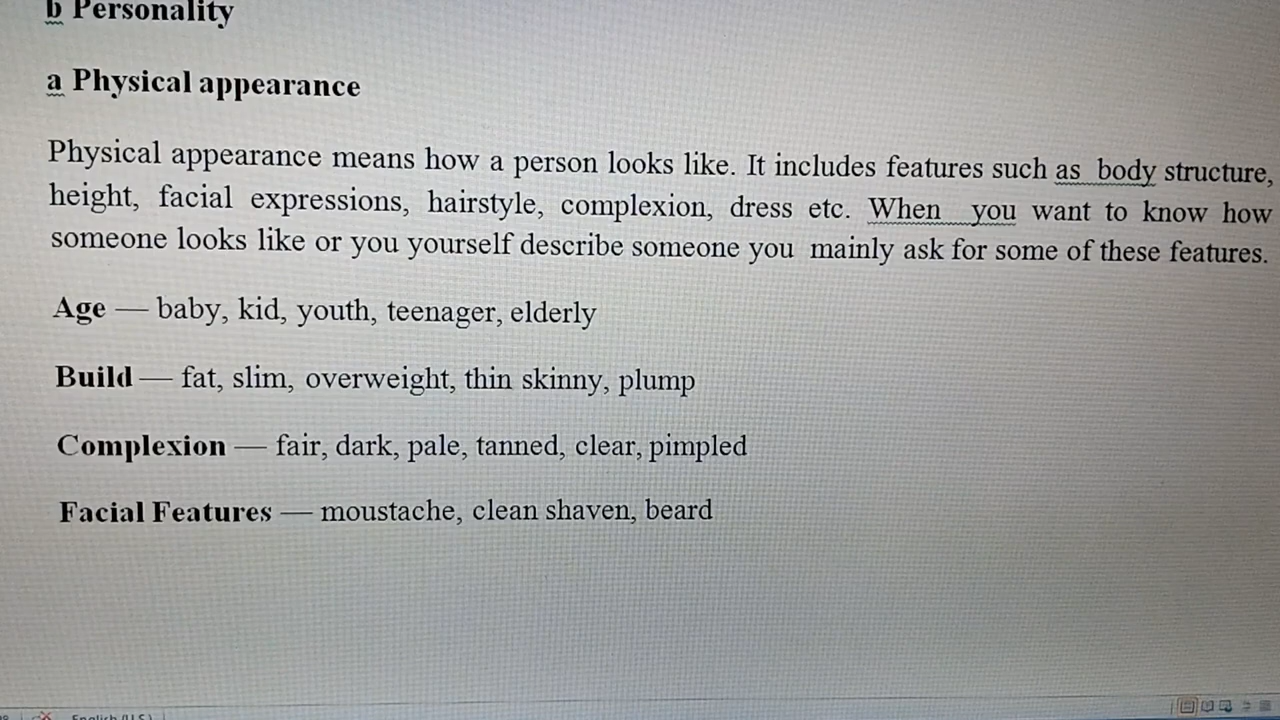 b Personality
a Physical appearance
Physical appearance means how a person looks like. It includes features such as body structure,
height, facial expressions, hairstyle, complexion, dress etc. When you want to know how
someone looks like or you yourself describe someone you mainly ask for some of these features.
Age — baby, kid, youth, teenager, elderly
Build — fat, slim, overweight, thin skinny, plump
Complexion — fair, dark, pale, tanned, clear, pimpled
Facial Features — moustache, clean shaven, beard
English (U.S.)